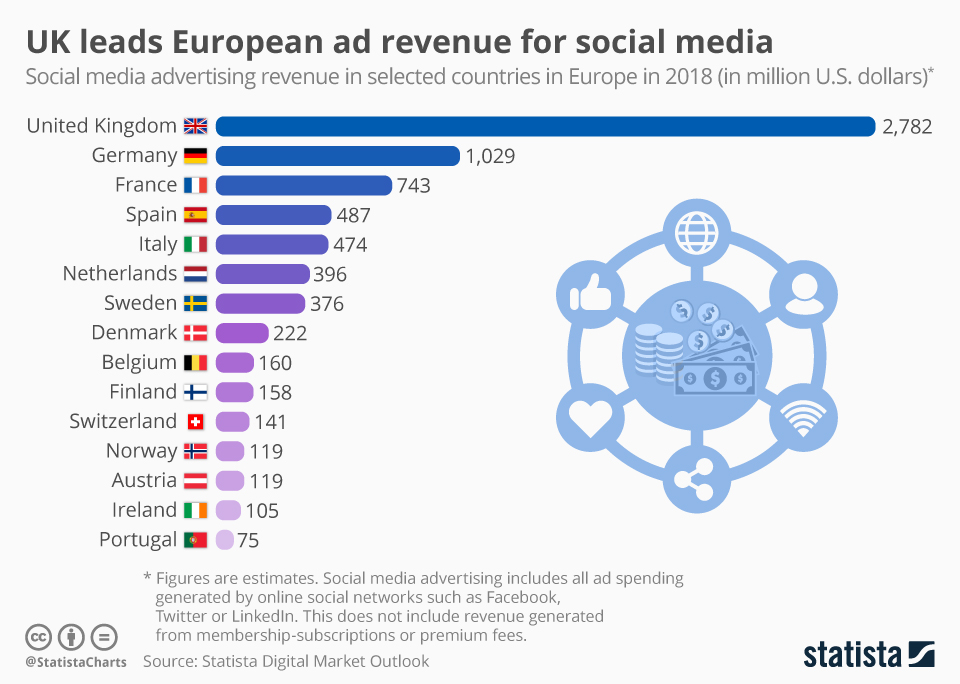 UK leads European ad revenue for social media
Social media advertising revenue in selected countries in Europe in 2018 (in million U.S. dollars)*
United Kingdom 2,782
Germany 1,029
France 743
Spain 487
Italy 474
Netherlands 396
Sweden 376
Denmark 222
Belgium 160
Finland 158
Switzerland 141
Norway 119
Austria 119
Ireland 105
Portugal 75
$ $ $ $
$ $ $
* Figures are estimates. Social media advertising includes all ad spending
generated by online social networks such as Facebook,
Twitter or LinkedIn. This does not include revenue generated
from membership-subscriptions or premium fees.
cc
@StatistaCharts Source: Statista Digital Market Outlook
statista